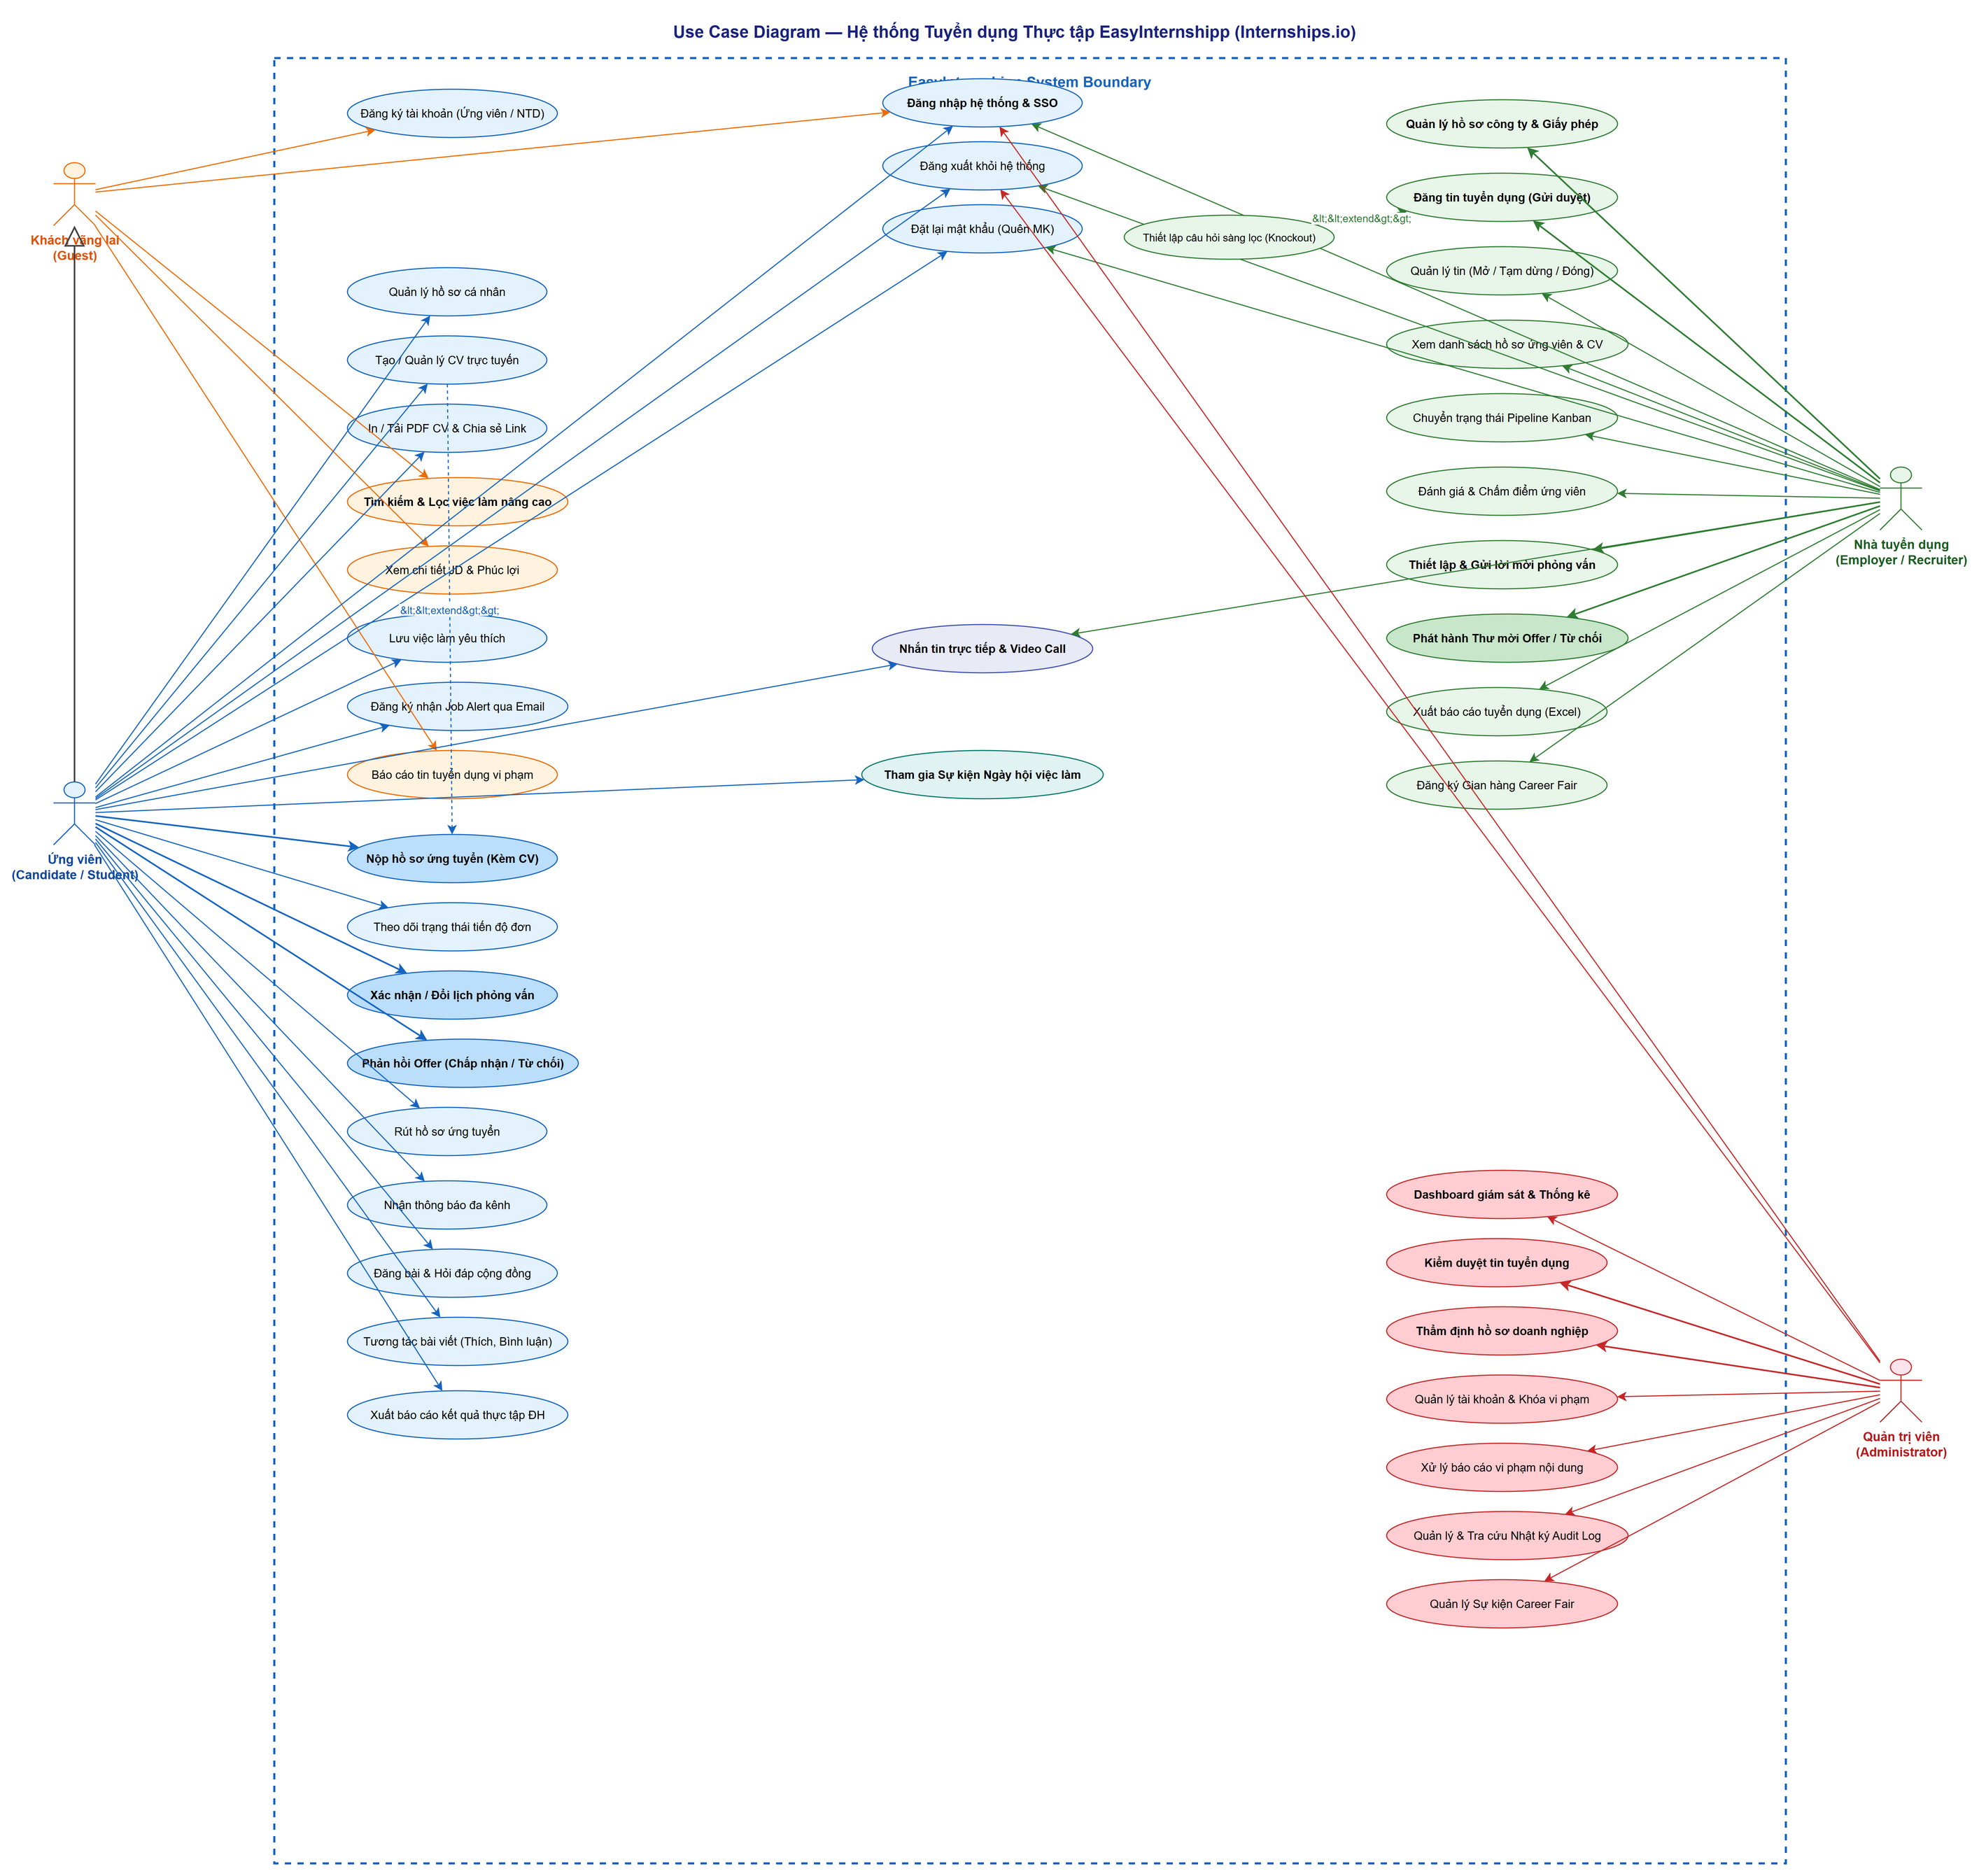 Use Case Diagram — Hệ thống Tuyển dụng Thực tập EasyInternshipp (Internships.io)
System Boundary
Đăng ký tài khoản (Ứng viên / NTD)
Đăng nhập hệ thống & SSO
Quản lý hồ sơ công ty & Giấy phép
Đăng xuất khỏi hệ thống
Đăng tin tuyển dụng (Gửi duyệt)
&lt;&lt;extend&gt;&gt;
Đặt lại mật khẩu (Quên MK)
Thiết lập câu hỏi sàng lọc (Knockout)
Khách vãng lai
(Guest)
Quản lý tin (Mở / Tạm dừng / Đóng)
Quản lý hồ sơ cá nhân
Xem danh sách hồ sơ ứng viên & CV
Tạo / Quản lý CV trực tuyến
Chuyển trạng thái Pipeline Kanban
In / Tải PDF CV & Chia sẻ Link
Đánh giá & Chấm điểm ứng viên
Tìm kiếm & Lọc việc làm nâng cao
Nhà tuyển dụng
(Employer / Recruiter)
Thiết lập & Gửi lời mời phỏng vấn
Xem chi tiết JD & Phúc lợi
&lt;&lt;extend&gt;&gt;
Lưu việc làm yêu thích
Phát hành Thư mời Offer / Từ chối
Nhắn tin trực tiếp & Video Call
Đăng ký nhận Job Alert qua Email
Xuất báo cáo tuyển dụng (Excel)
Báo cáo tin tuyển dụng vi phạm
Tham gia Sự kiện Ngày hội việc làm
Đăng ký Gian hàng Career Fair
Ứng viên
(Candidate / Student)
Nộp hồ sơ ứng tuyển (Kèm CV)
Theo dõi trạng thái tiến độ đơn
Xác nhận / Đổi lịch phỏng vấn
Phản hồi Offer (Chấp nhận / Từ chối)
Rút hồ sơ ứng tuyển
Dashboard giám sát & Thống kê
Nhận thông báo đa kênh
Kiểm duyệt tin tuyển dụng
Đăng bài & Hỏi đáp cộng đồng
Thẩm định hồ sơ doanh nghiệp
Tương tác bài viết (Thích, Bình luận)
Quản lý tài khoản & Khóa vi phạm
Xuất báo cáo kết quả thực tập ĐH
Quản trị viên
(Administrator)
Xử lý báo cáo vi phạm nội dung
Quản lý & Tra cứu Nhật ký Audit Log
Quản lý Sự kiện Career Fair